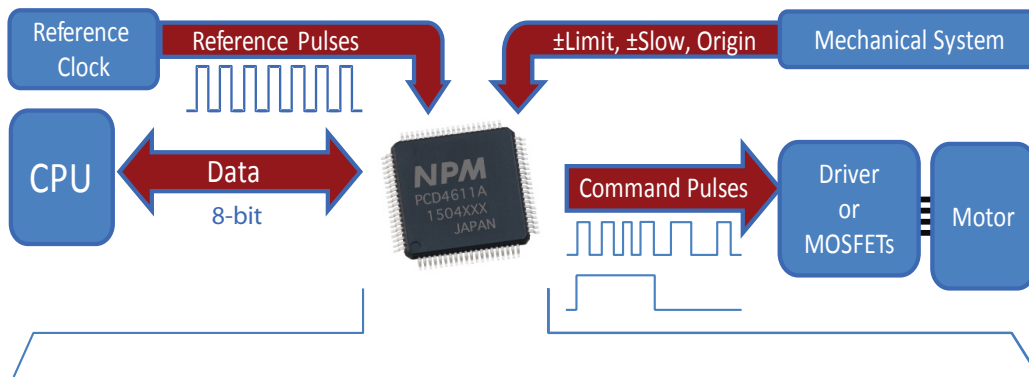 Reference
Clock
Reference Pulses
±Limit, ±Slow, Origin
Mechanical System
CPU
Data
8-bit
NPM
PCD4611A
1504XXX
JAPAN
Command Pulses
Driver
or
MOSFETs
Motor